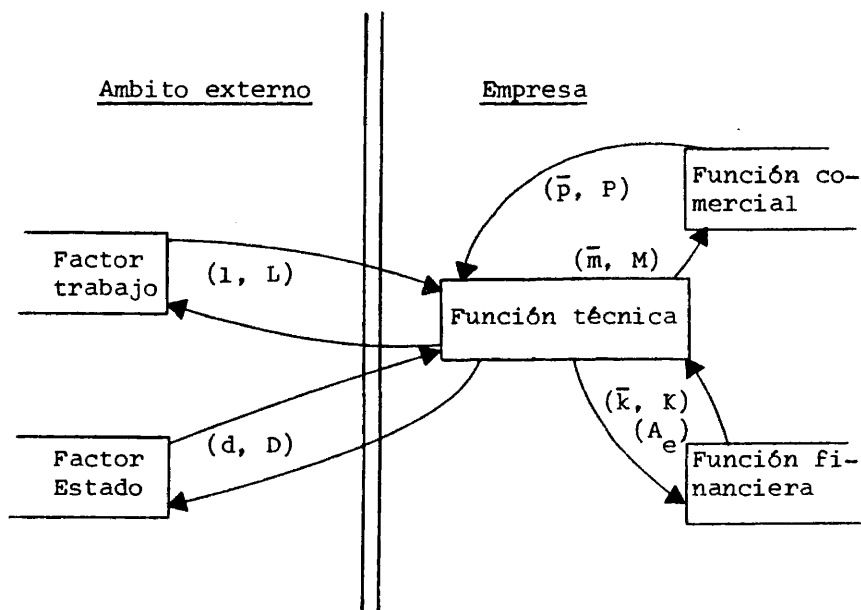 Ambito externo
Empresa
(p̄, P)
Función co-
mercial
Factor
trabajo
(l, L)
(m̄, M)
Función técnica
(k̄, K)
(Aₑ)
(d, D)
Factor
Estado
Función fi-
nanciera